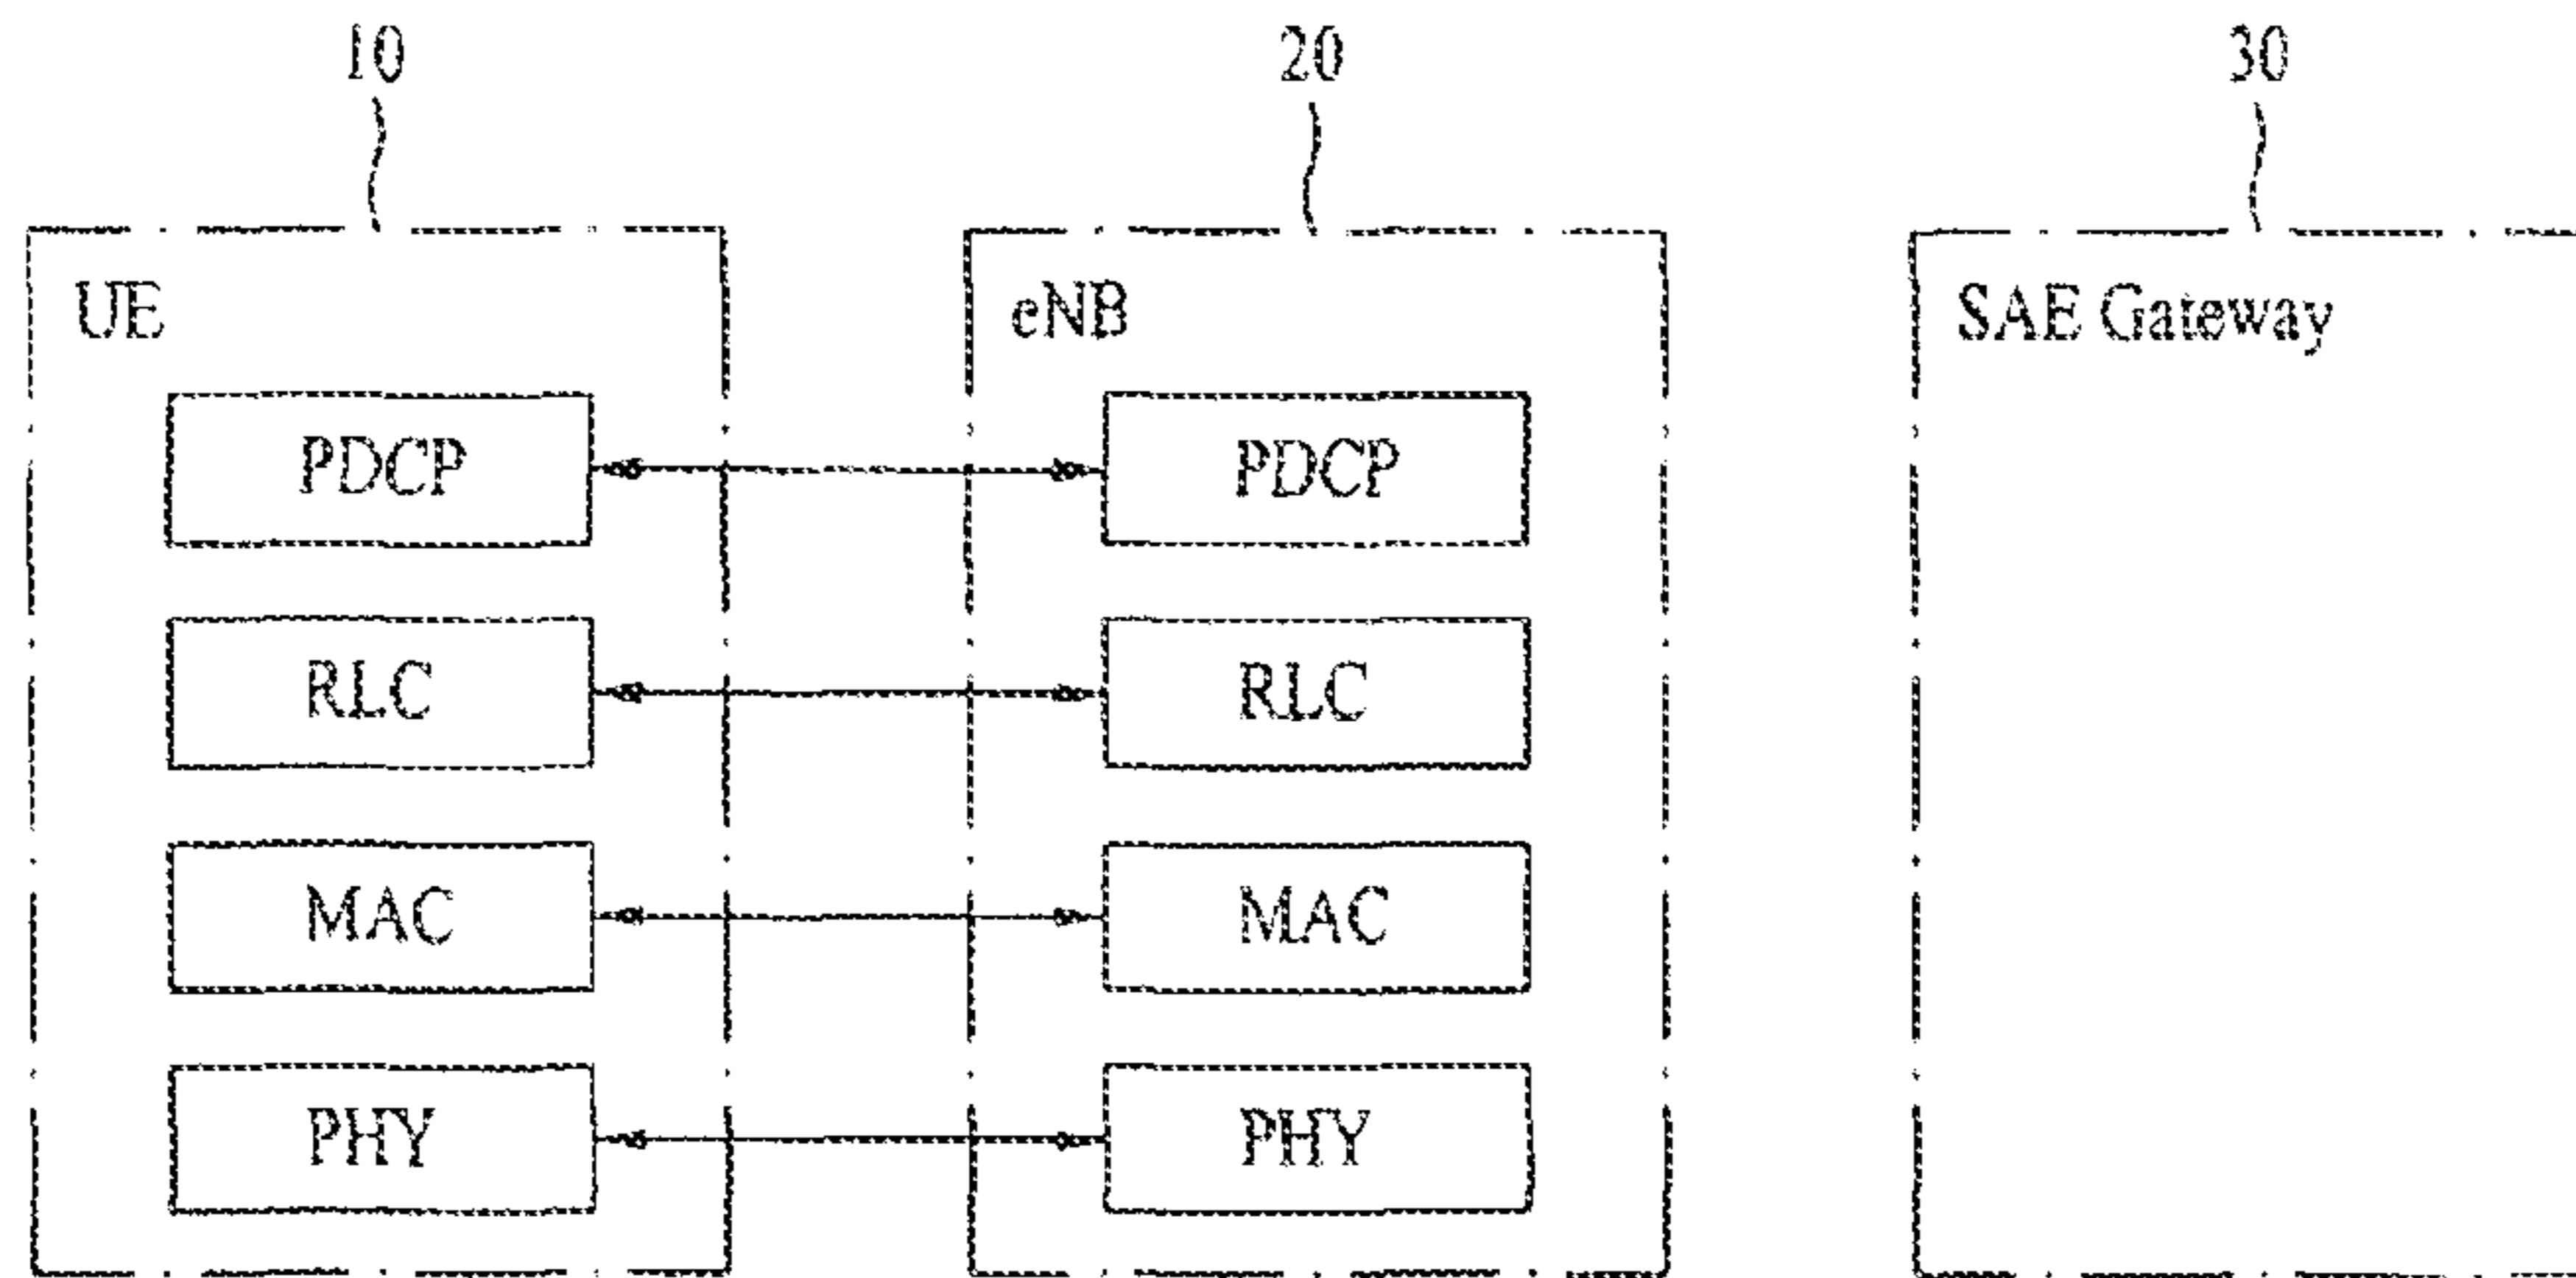 10 20 30
UE eNB SAE Gateway
PDCP PDCP
RLC RLC
MAC MAC
PHY PHY